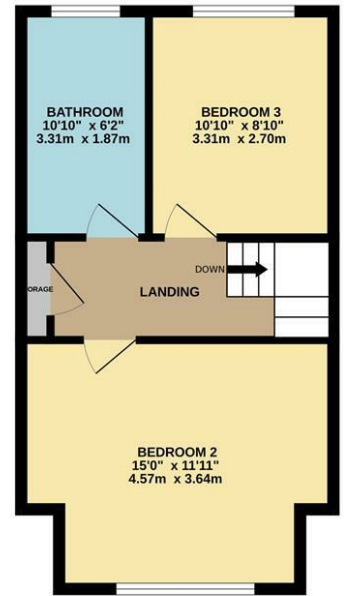 BATHROOM
10'10" x 6'2"
3.31m x 1.87m
BEDROOM 3
10'10" x 8'10"
3.31m x 2.70m
DOWN
ORAGE
LANDING
BEDROOM 2
15'0" x 11'11"
4.57m x 3.64m